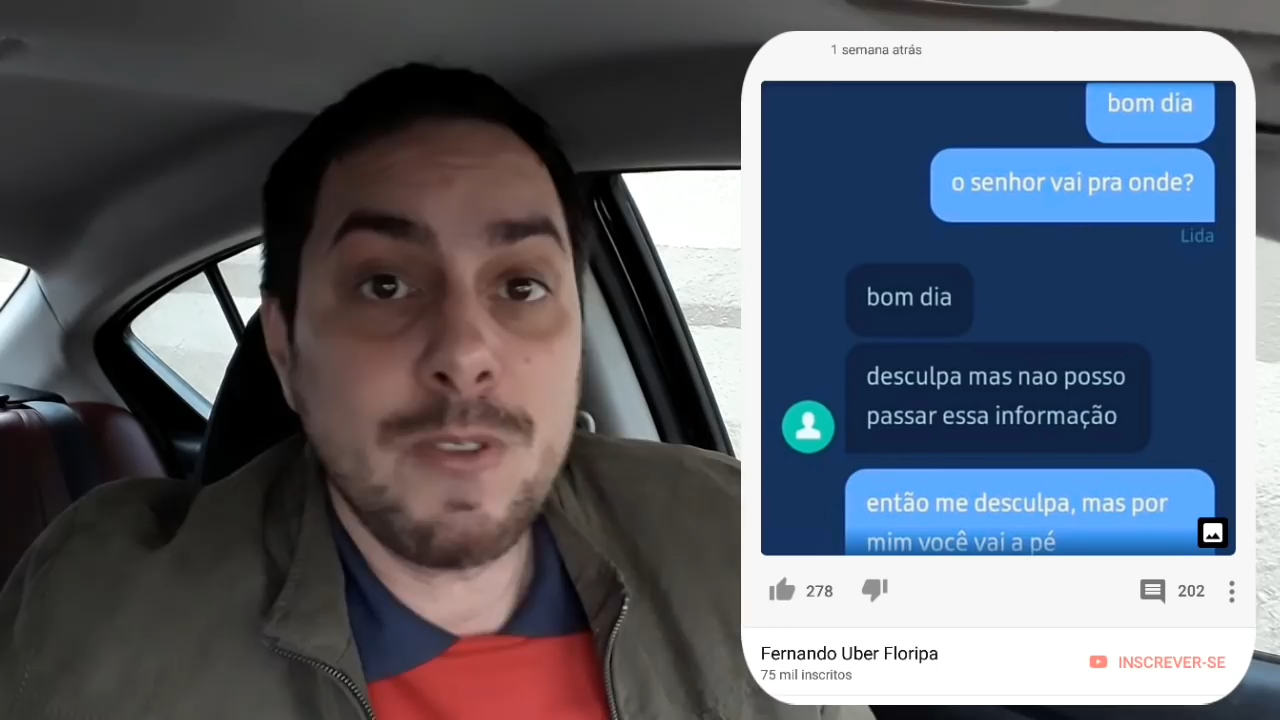 1 semana atrás
bom dia
o senhor vai pra onde?
Lida
bom dia
desculpa mas nao posso
passar essa informação
então me desculpa, mas por
mim você vai a pé
278
202
Fernando Uber Floripa
INSCREVER-SE
75 mil inscritos